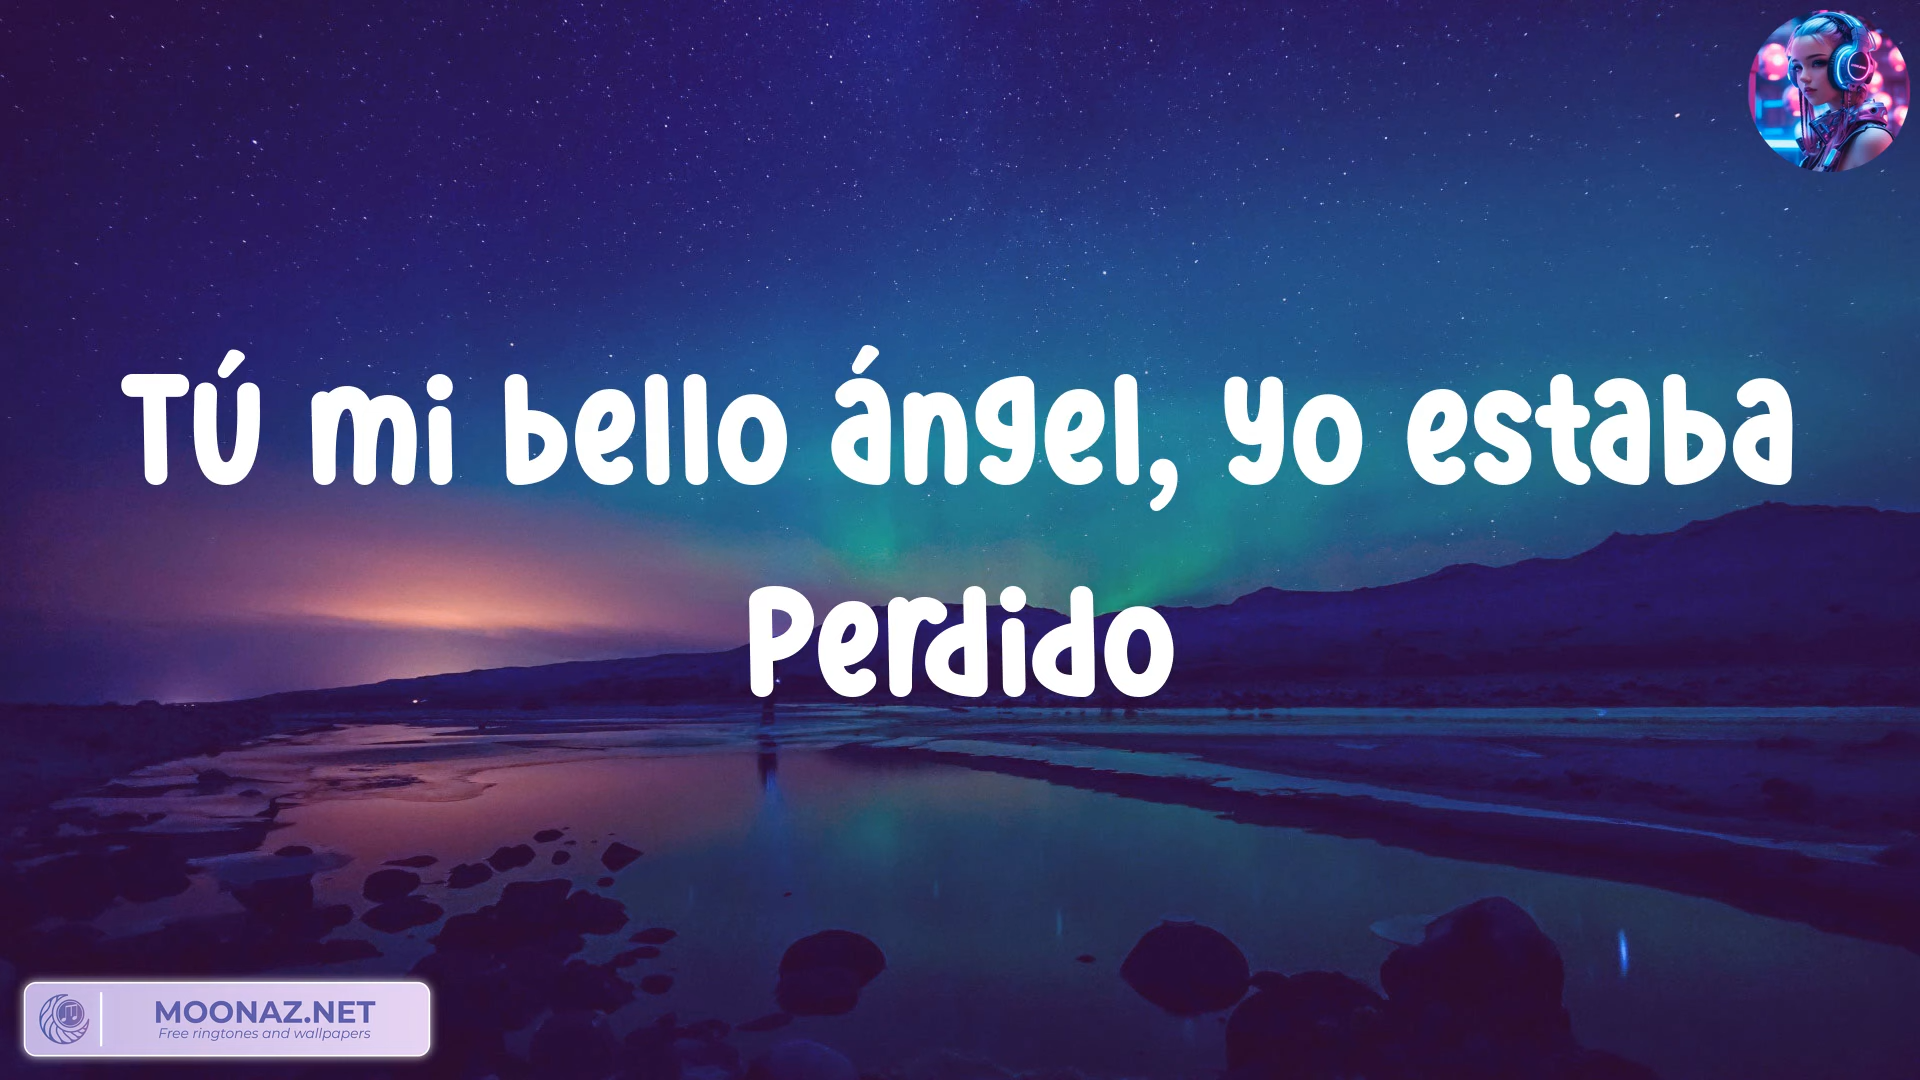 Tú mi bello ángel, yo estaba
Perdido
MOONAZ.NET
Free ringtones and wallpapers